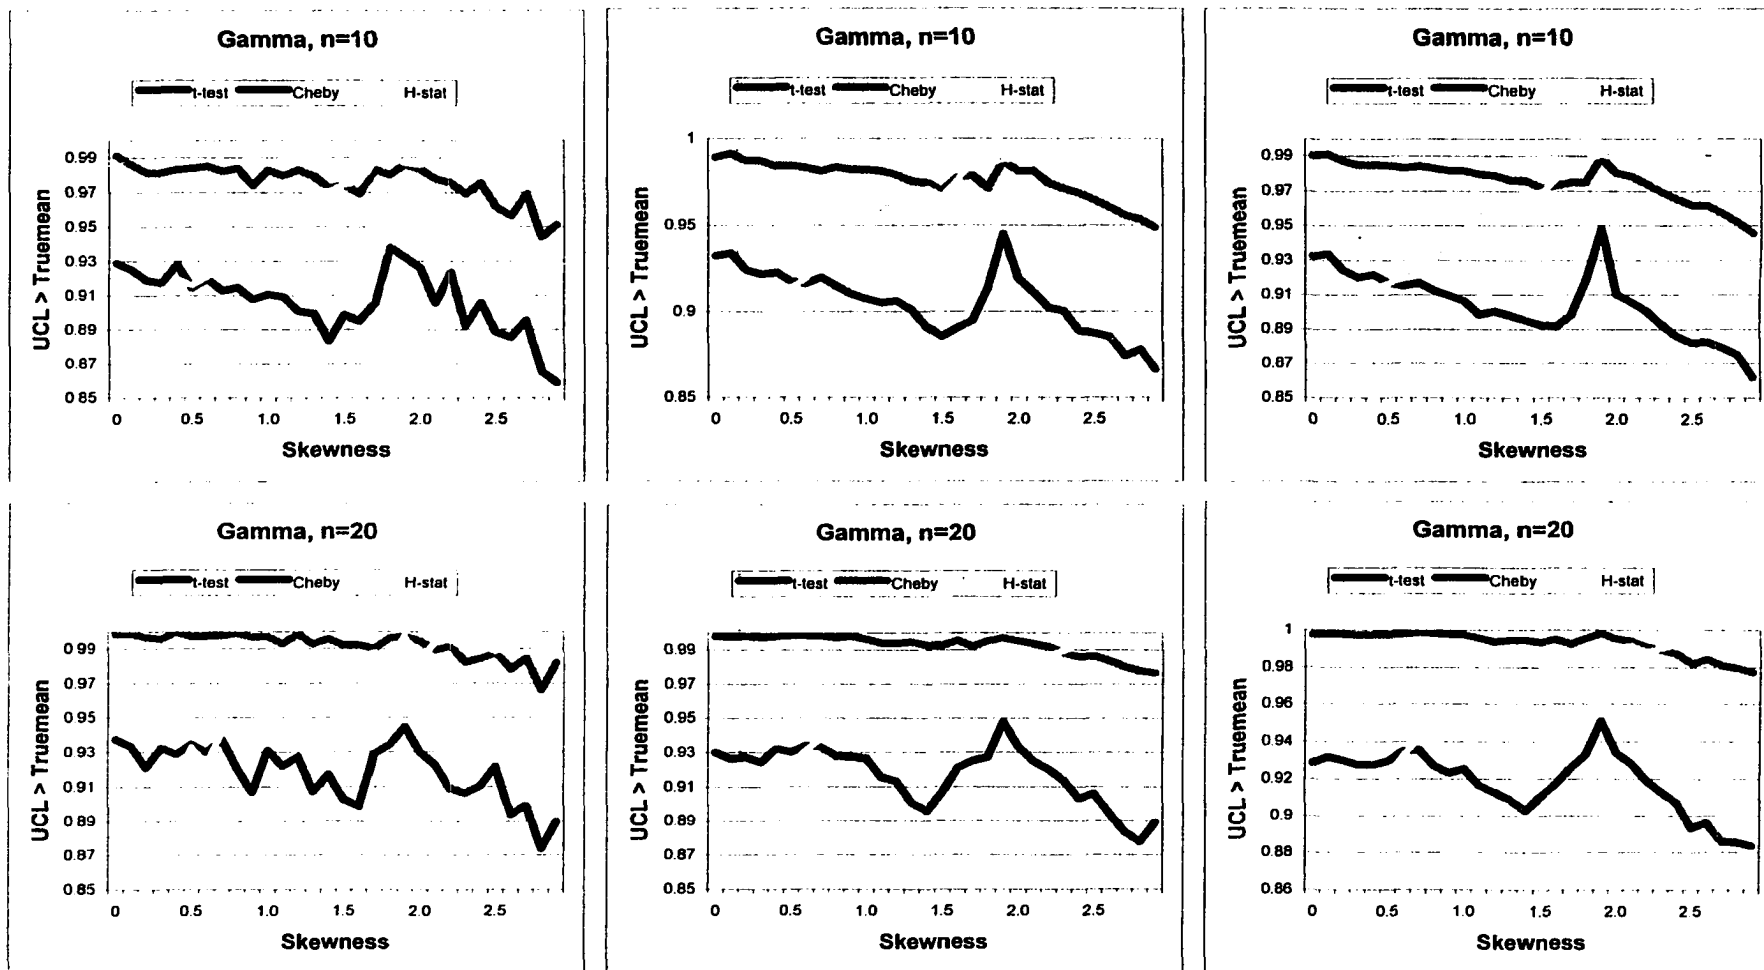 Gamma, n=10
t-test Cheby H-stat
UCL > Truemean
0.99
0.97
0.95
0.93
0.91
0.89
0.87
0.85
0 0.5 1.0 1.5 2.0 2.5
Skewness
Gamma, n=10
t-test Cheby H-stat
UCL > Truemean
1
0.95
0.9
0.85
0 0.5 1.0 1.5 2.0 2.5
Skewness
Gamma, n=10
t-test Cheby H-stat
UCL > Truemean
0.99
0.97
0.95
0.93
0.91
0.89
0.87
0.85
0 0.5 1.0 1.5 2.0 2.5
Skewness
Gamma, n=20
t-test Cheby H-stat
UCL > Truemean
0.99
0.97
0.95
0.93
0.91
0.89
0.87
0.85
0 0.5 1.0 1.5 2.0 2.5
Skewness
Gamma, n=20
t-test Cheby H-stat
UCL > Truemean
0.99
0.97
0.95
0.93
0.91
0.89
0.87
0.85
0 0.5 1.0 1.5 2.0 2.5
Skewness
Gamma, n=20
t-test Cheby H-stat
UCL > Truemean
1
0.98
0.96
0.94
0.92
0.9
0.88
0.86
0 0.5 1.0 1.5 2.0 2.5
Skewness